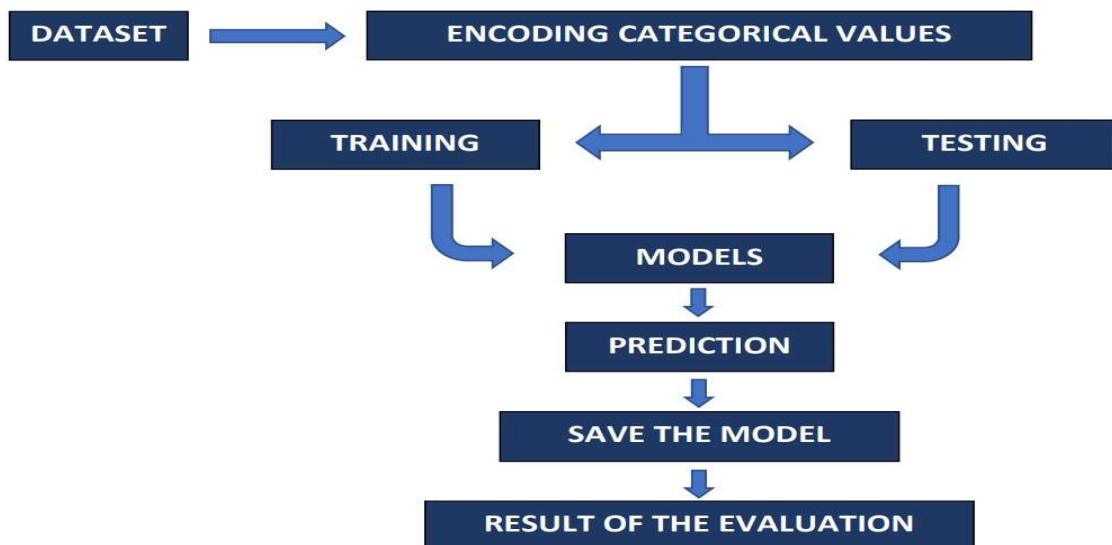 DATASET
ENCODING CATEGORICAL VALUES
TRAINING
TESTING
MODELS
PREDICTION
SAVE THE MODEL
RESULT OF THE EVALUATION